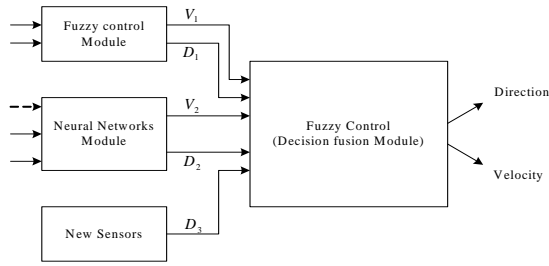 Fuzzy control
Module
V1
D1
Neural Networks
Module
V2
D2
New Sensors
D3
Fuzzy Control
(Decision fusion Module)
Direction
Velocity